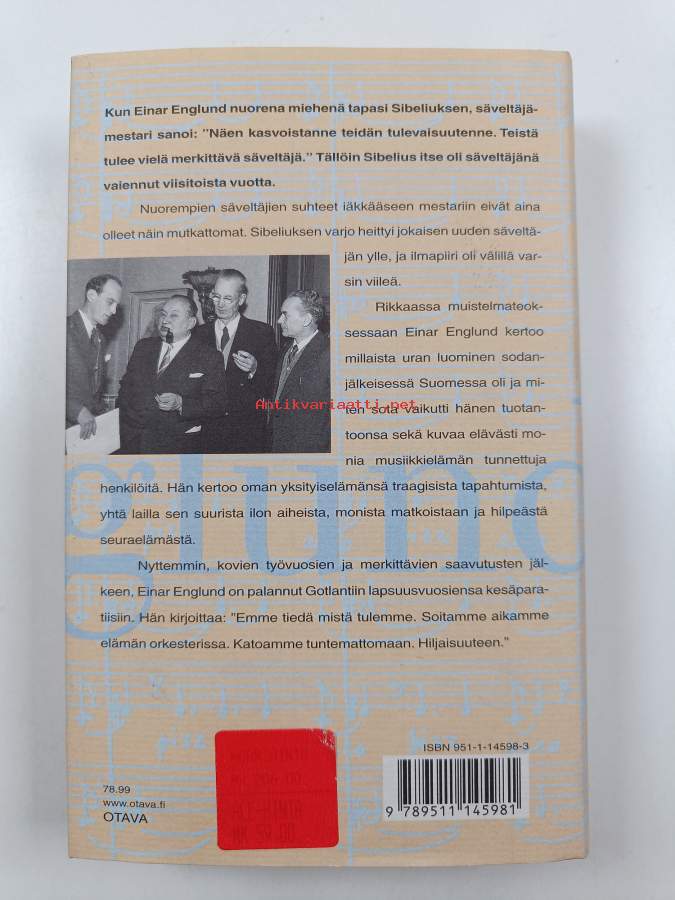 Kun Einar Englund nuorena miehenä tapasi Sibeliuksen, säveltäjä-
mestari sanoi: ”Näen kasvoistanne teidän tulevaisuutenne. Teistä
tulee vielä merkittävä säveltäjä.” Tällöin Sibelius itse oli säveltäjänä
vaiennut viisitoista vuotta.
Nuorempien säveltäjien suhteet iäkkääseen mestariin eivät aina
olleet näin mutkattomat. Sibeliuksen varjo heittyi jokaisen uuden säveltä-
jän ylle, ja ilmapiiri oli välillä var-
sin viileä.
Rikkaassa muistelmateok-
sessaan Einar Englund kertoo
millaista uran luominen sodan-
jälkeisessä Suomessa oli ja mi-
ten sota vaikutti hänen tuotan-
toonsa sekä kuvaa elävästi mo-
nia musiikkielämän tunnettuja
henkilöitä. Hän kertoo oman yksityiselämänsä traagisista tapahtumista,
yhtä lailla sen suurista ilon aiheista, monista matkoistaan ja hilpeästä
seuraelämästä.
Nyttemmin, kovien työvuosien ja merkittävien saavutusten jäl-
keen, Einar Englund on palannut Gotlantiin lapsuusvuosiensa kesäpara-
tiisiin. Hän kirjoittaa: ”Emme tiedä mistä tulemme. Soitamme aikamme
elämän orkesterissa. Katoamme tuntemattomaan. Hiljaisuuteen.”
Antikvariaatti.net
glund
ISBN 951-1-14598-3
9 789511 145981
78.99
www.otava.fi
OTAVA
ALE-HINTA
MK 59.00